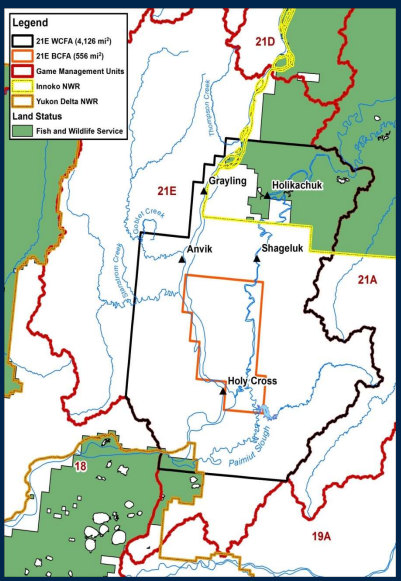 Legend
21E WCFA (4,126 mi²)
21E BCFA (556 mi²)
Game Management Units
Innoko NWR
Yukon Delta NWR
Land Status
Fish and Wildlife Service
21D
Thompson Creek
21E
Grayling
Holikachuk
Goblet Creek
Anvik
Shageluk
21A
Holy Cross
Paimiut Slough
18
19A